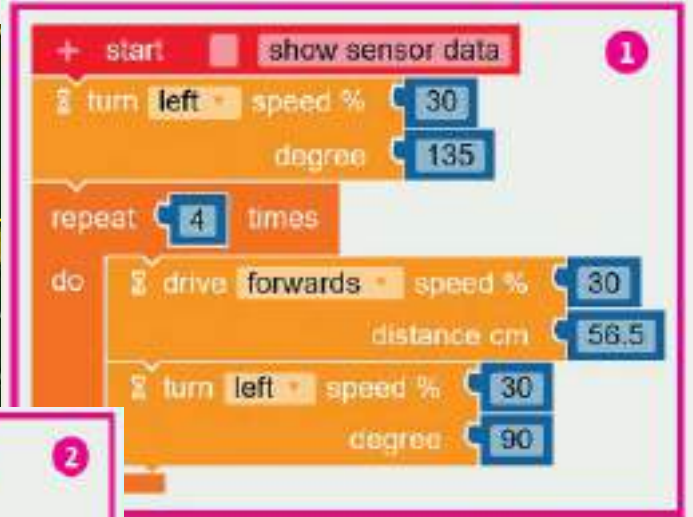 + start show sensor data 1
turn left speed % 30
degree 135
repeat 4 times
do drive forwards speed % 30
distance cm 56.5
turn left speed % 30
degree 90
2